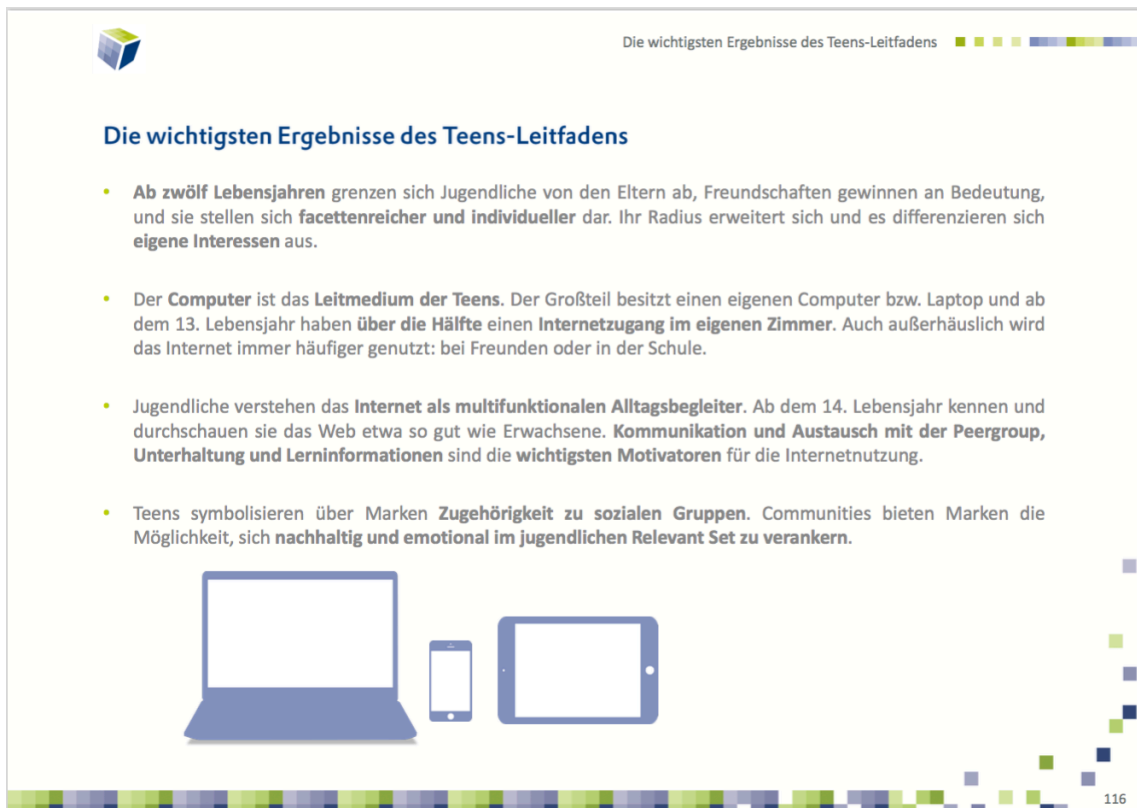 Die wichtigsten Ergebnisse des Teens-Leitfadens
Die wichtigsten Ergebnisse des Teens-Leitfadens
• Ab zwölf Lebensjahren grenzen sich Jugendliche von den Eltern ab, Freundschaften gewinnen an Bedeutung,
und sie stellen sich facettenreicher und individueller dar. Ihr Radius erweitert sich und es differenzieren sich
eigene Interessen aus.
• Der Computer ist das Leitmedium der Teens. Der Großteil besitzt einen eigenen Computer bzw. Laptop und ab
dem 13. Lebensjahr haben über die Hälfte einen Internetzugang im eigenen Zimmer. Auch außerhäuslich wird
das Internet immer häufiger genutzt: bei Freunden oder in der Schule.
• Jugendliche verstehen das Internet als multifunktionalen Alltagsbegleiter. Ab dem 14. Lebensjahr kennen und
durchschauen sie das Web etwa so gut wie Erwachsene. Kommunikation und Austausch mit der Peergroup,
Unterhaltung und Lerninformationen sind die wichtigsten Motivatoren für die Internetnutzung.
• Teens symbolisieren über Marken Zugehörigkeit zu sozialen Gruppen. Communities bieten Marken die
Möglichkeit, sich nachhaltig und emotional im jugendlichen Relevant Set zu verankern.
116